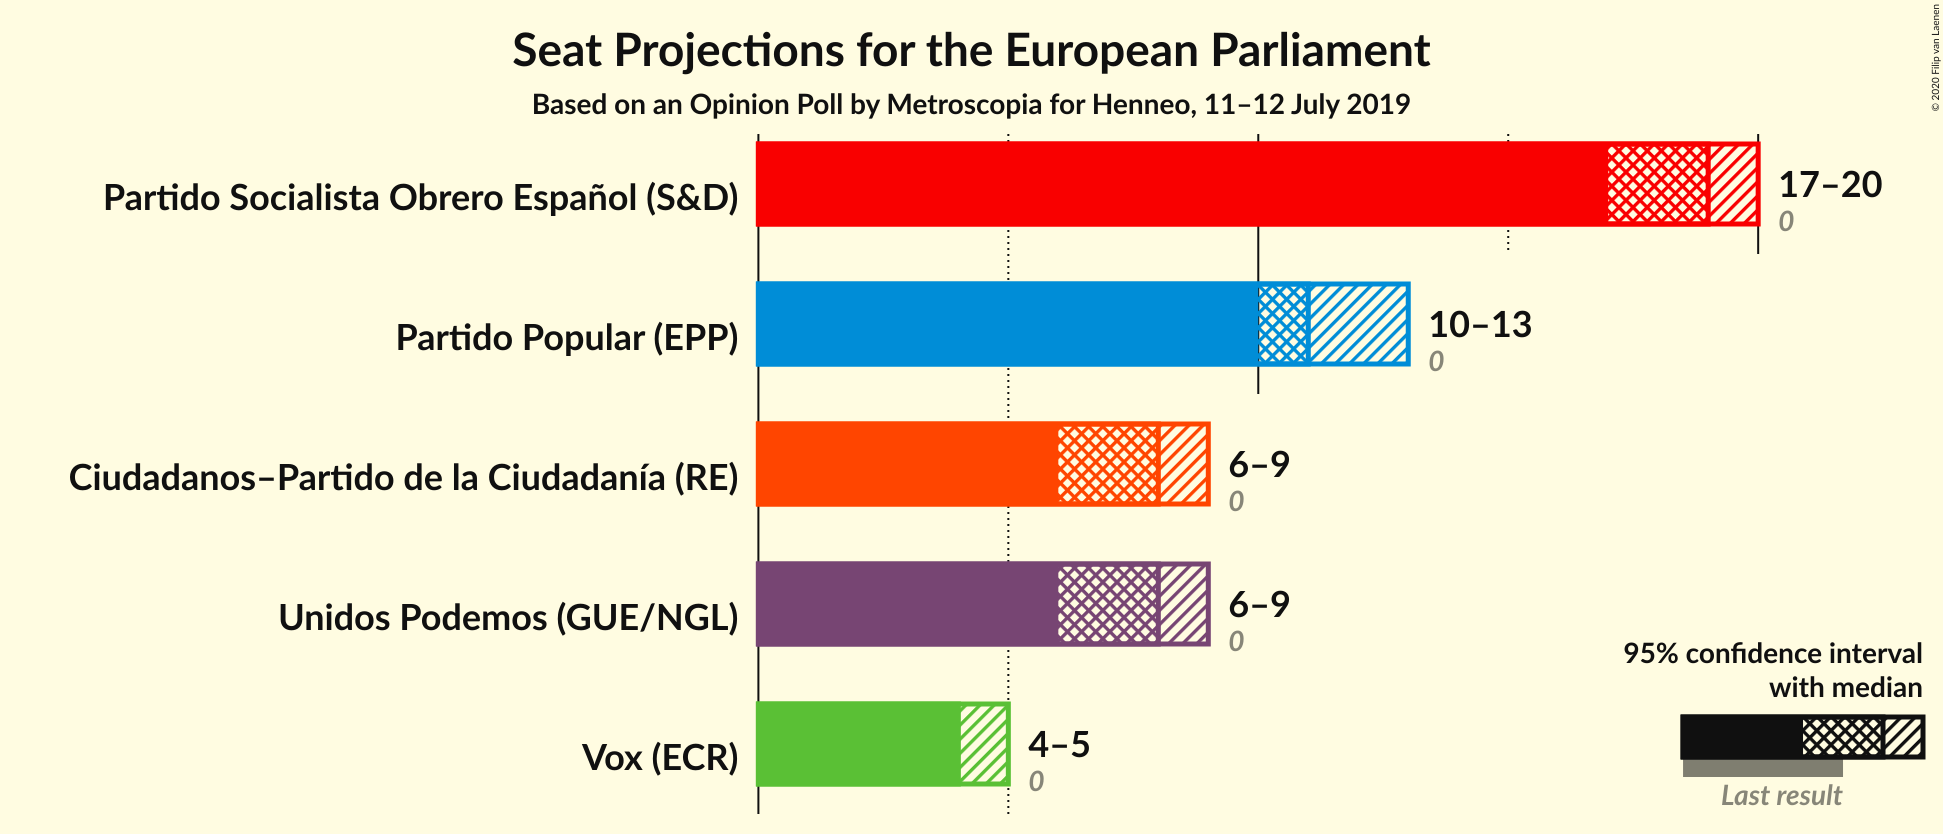 Seat Projections for the European Parliament
Based on an Opinion Poll by Metroscopia for Henneo, 11–12 July 2019
© 2020 Filip van Laenen
Partido Socialista Obrero Español (S&D)
17–20
0
Partido Popular (EPP)
10–13
0
Ciudadanos–Partido de la Ciudadanía (RE)
6–9
0
Unidos Podemos (GUE/NGL)
6–9
0
Vox (ECR)
4–5
0
95% confidence interval
with median
Last result